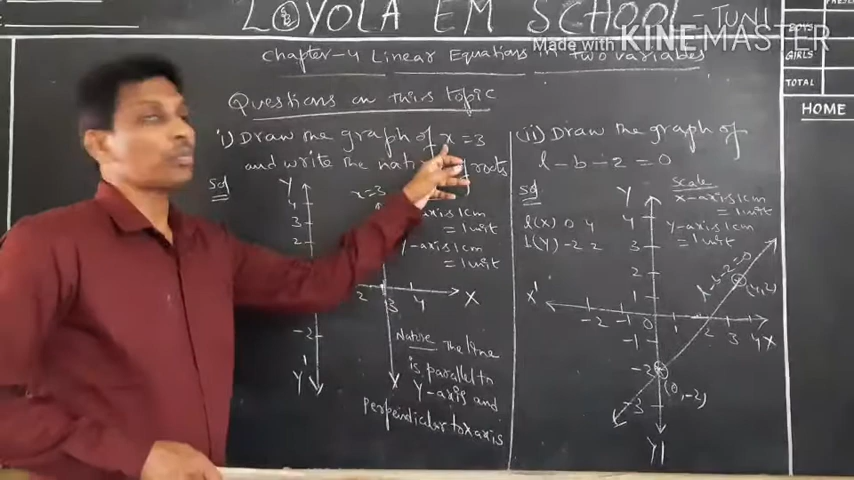 LOYOLA EM SCHOOL - TUNI
Made with KINEMASTER
Chapter-4 Linear Equations in two variables
Questions on this topic
i) Draw the graph of x = 3
and write the roots
Sol
Y
4
3
2
x=3
x-axis 1cm
= 1 unit
Y-axis 1cm
= 1 unit
2 3 4 X
-2
Y'
Nature The line
is parallel to
Y-axis and
perpendicular to x axis
(ii) Draw the graph of
l - b - 2 = 0
Sol
l(X) 0 4
b(Y) -2 2
Scale
x-axis 1cm
= 1 unit
Y-axis 1cm
= 1 unit
Y
4
3
2
1
X' -2 -1 0 1 2 3 4 X
-1
-2
-3
Y'
l-b-2=0
(4,2)
(0,-2)
BOYS
GIRLS
TOTAL
HOME